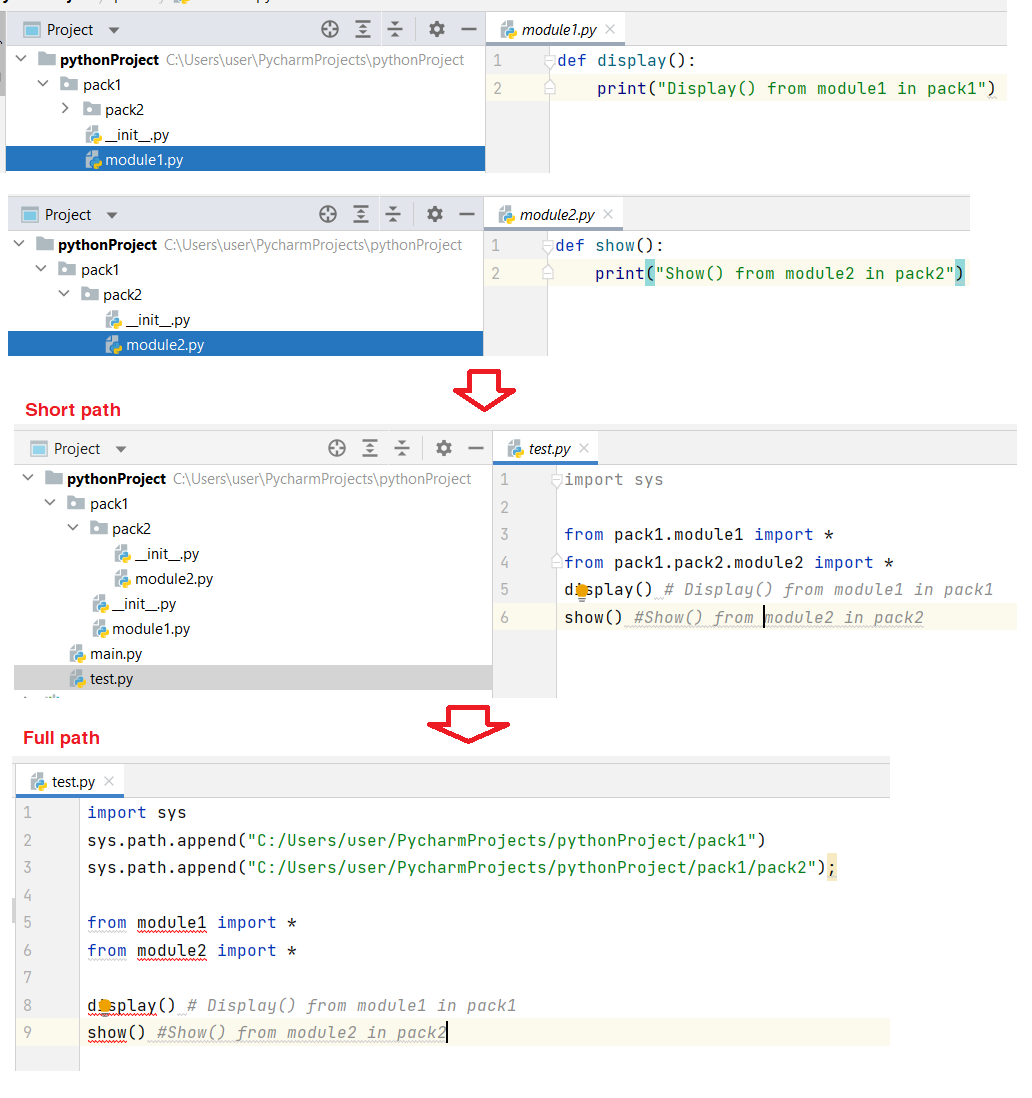 Project
module1.py
pythonProject C:\Users\user\PycharmProjects\pythonProject
pack1
pack2
__init__.py
module1.py
1 def display():
2 print("Display() from module1 in pack1")
Project
module2.py
pythonProject C:\Users\user\PycharmProjects\pythonProject
pack1
pack2
__init__.py
module2.py
1 def show():
2 print("Show() from module2 in pack2")
Short path
Project
test.py
pythonProject C:\Users\user\PycharmProjects\pythonProject
pack1
pack2
__init__.py
module2.py
__init__.py
module1.py
main.py
test.py
1 import sys
2
3 from pack1.module1 import *
4 from pack1.pack2.module2 import *
5 display() # Display() from module1 in pack1
6 show() #Show() from module2 in pack2
Full path
test.py
1 import sys
2 sys.path.append("C:/Users/user/PycharmProjects/pythonProject/pack1")
3 sys.path.append("C:/Users/user/PycharmProjects/pythonProject/pack1/pack2");
4
5 from module1 import *
6 from module2 import *
7
8 display() # Display() from module1 in pack1
9 show() #Show() from module2 in pack2